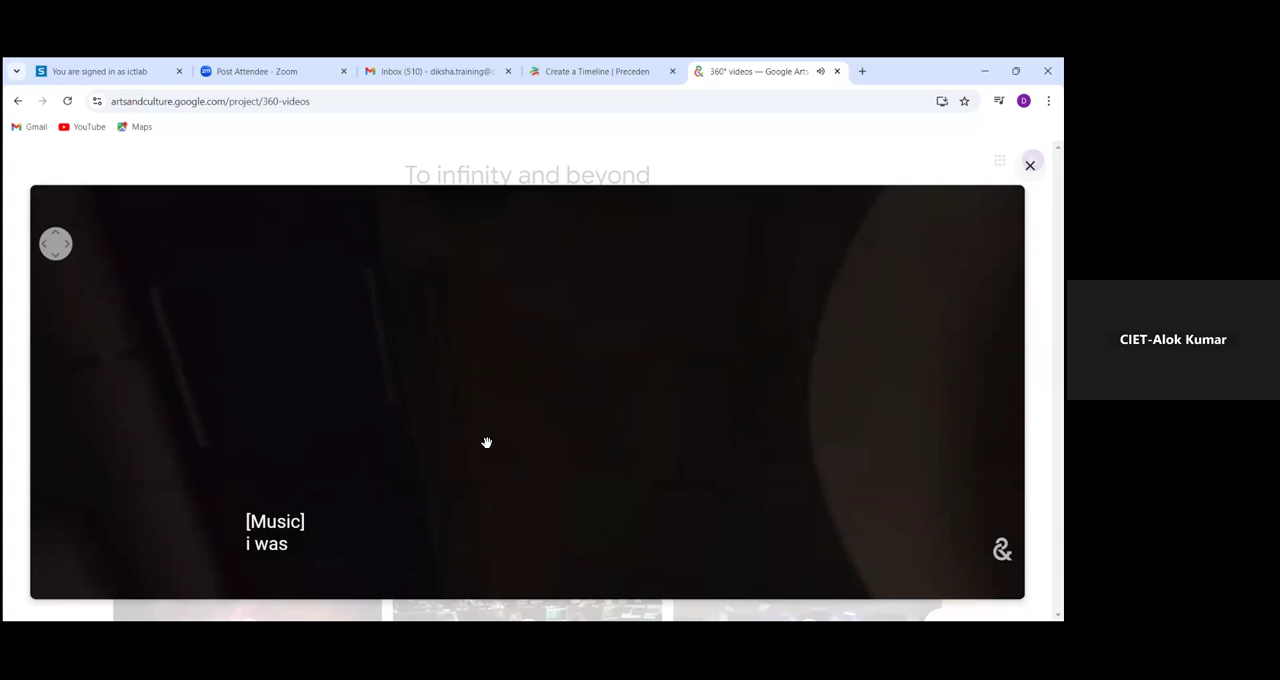 You are signed in as ictlab
Post Attendee - Zoom
Inbox (510) - diksha.training@
Create a Timeline | Preceden
360° videos — Google Arts
artsandculture.google.com/project/360-videos
D
Gmail
YouTube
Maps
To infinity and beyond
[Music]
i was
&
CIET-Alok Kumar